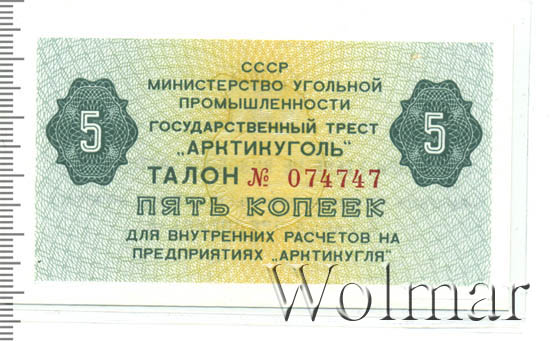 СССР
МИНИСТЕРСТВО УГОЛЬНОЙ
ПРОМЫШЛЕННОСТИ
ГОСУДАРСТВЕННЫЙ ТРЕСТ
„АРКТИКУГОЛЬ"
5
5
ТАЛОН № 074747
ПЯТЬ КОПЕЕК
ДЛЯ ВНУТРЕННИХ РАСЧЕТОВ НА
ПРЕДПРИЯТИЯХ „АРКТИКУГЛЯ"
Wolmar